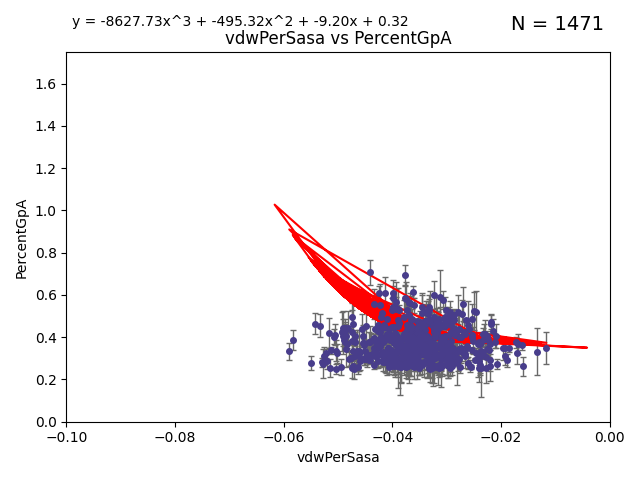 y = -8627.73x^3 + -495.32x^2 + -9.20x + 0.32
N = 1471
vdwPerSasa vs PercentGpA
1.6
1.4
1.2
1.0
0.8
0.6
0.4
0.2
0.0
PercentGpA
−0.10 −0.08 −0.06 −0.04 −0.02 0.00
vdwPerSasa